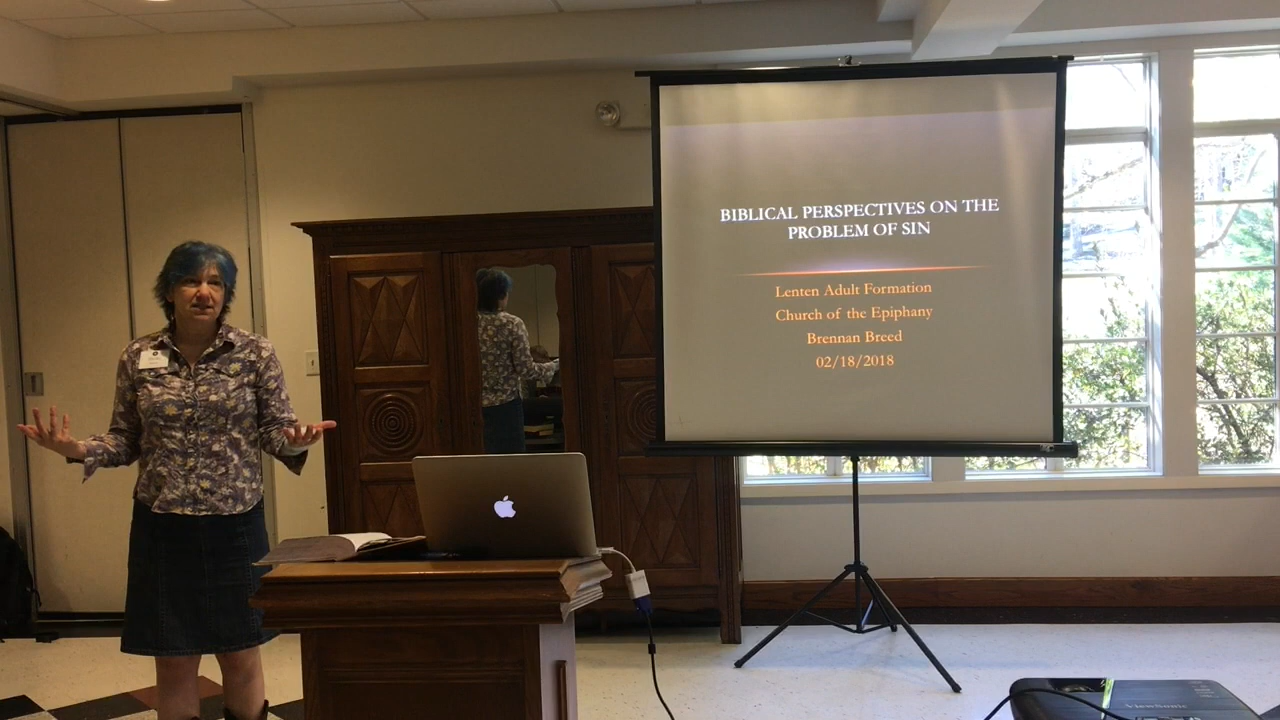 BIBLICAL PERSPECTIVES ON THE
PROBLEM OF SIN
Lenten Adult Formation
Church of the Epiphany
Brennan Breed
02/18/2018
ViewSonic